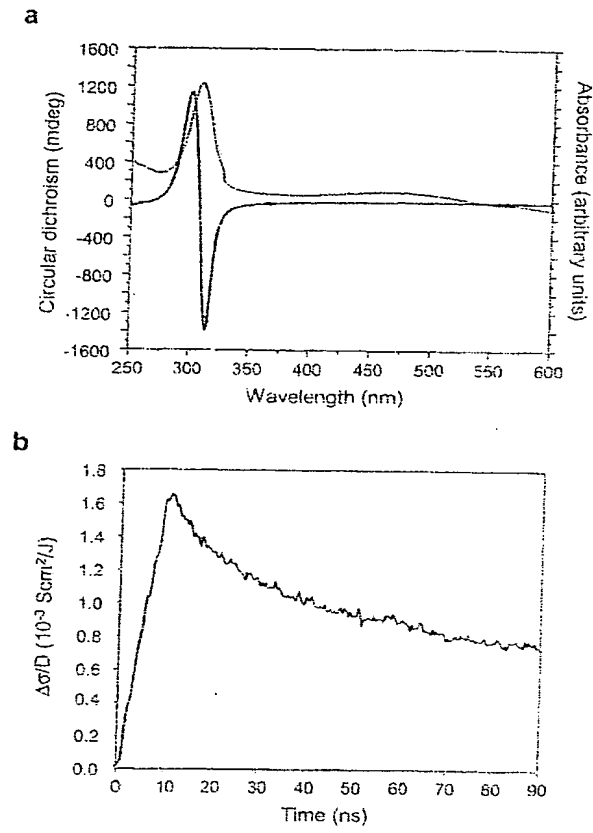 a
1600
1200
800
400
0
-400
-800
-1200
-1600
Circular dichroism (mdeg)
Absorbance (arbitrary units)
250 300 350 400 450 500 550 600
Wavelength (nm)
b
1.8
1.6
1.4
1.2
1.0
0.8
0.6
0.4
0.2
0.0
Δσ/D (10⁻³ Scm²/J)
0 10 20 30 40 50 60 70 80 90
Time (ns)